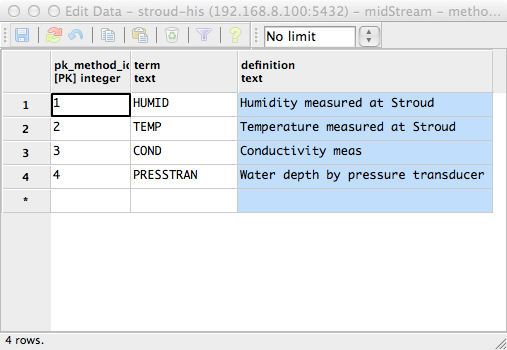 Edit Data - stroud-his (192.168.8.100:5432) - midStream - metho...
No limit
pk_method_id term definition
[PK] integer text text
1 1 HUMID Humidity measured at Stroud
2 2 TEMP Temperature measured at Stroud
3 3 COND Conductivity meas
4 4 PRESSTRAN Water depth by pressure transducer
*
4 rows.